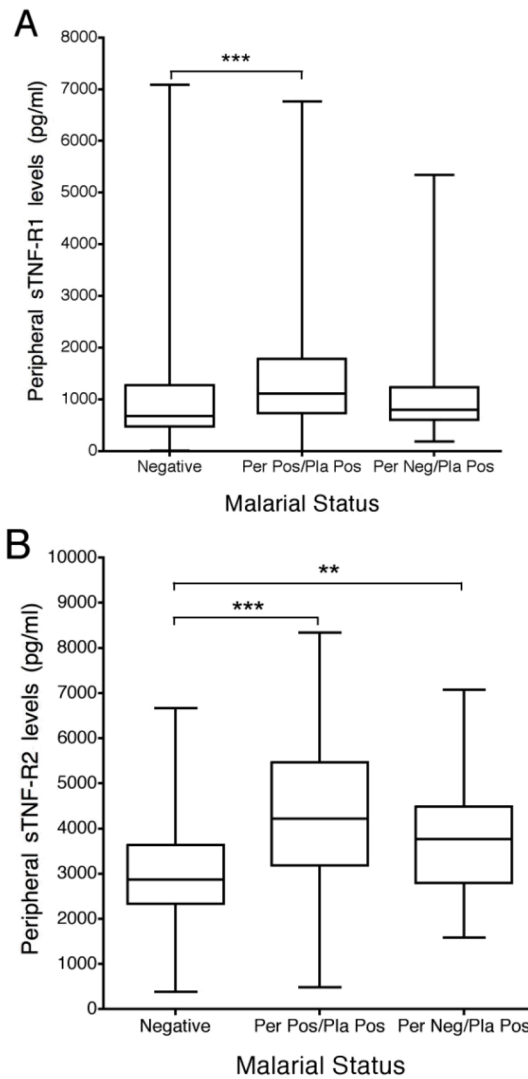 A
Peripheral sTNF-R1 levels (pg/ml)
8000
7000
6000
5000
4000
3000
2000
1000
0
***
Negative Per Pos/Pla Pos Per Neg/Pla Pos
Malarial Status
B
Peripheral sTNF-R2 levels (pg/ml)
10000
9000
8000
7000
6000
5000
4000
3000
2000
1000
0
**
***
Negative Per Pos/Pla Pos Per Neg/Pla Pos
Malarial Status